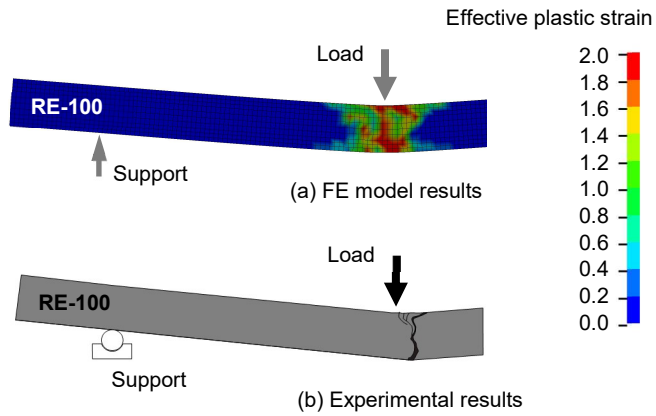 Effective plastic strain
Load
RE-100
Support
(a) FE model results
2.0
1.8
1.6
1.4
1.2
1.0
0.8
0.6
0.4
0.2
0.0
Load
RE-100
Support
(b) Experimental results